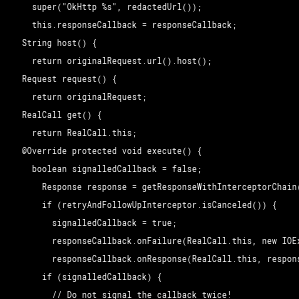 super("OkHttp %s", redactedUrl());
this.responseCallback = responseCallback;
String host() {
return originalRequest.url().host();
Request request() {
return originalRequest;
RealCall get() {
return RealCall.this;
@Override protected void execute() {
boolean signalledCallback = false;
Response response = getResponseWithInterceptorChain(
if (retryAndFollowUpInterceptor.isCanceled()) {
signalledCallback = true;
responseCallback.onFailure(RealCall.this, new IOE
responseCallback.onResponse(RealCall.this, respons
if (signalledCallback) {
// Do not signal the callback twice!